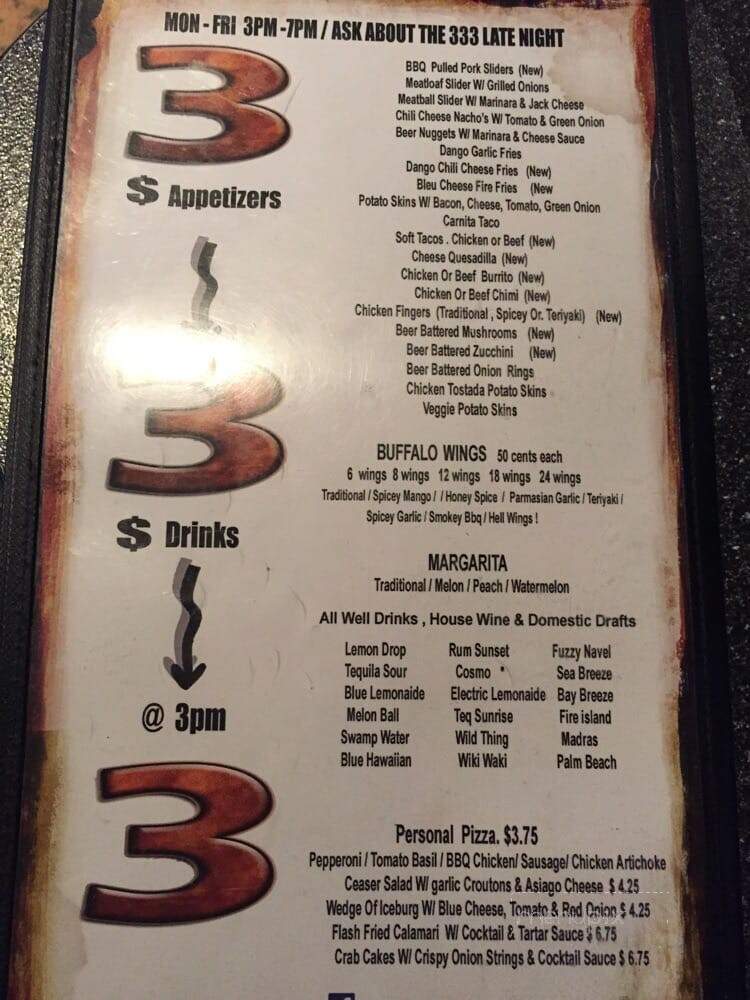 MON - FRI 3PM -7PM / ASK ABOUT THE 333 LATE NIGHT
3
$ Appetizers
3
$ Drinks
@ 3pm
3
BBQ Pulled Pork Sliders (New)
Meatloaf Slider W/ Grilled Onions
Meatball Slider W/ Marinara & Jack Cheese
Chili Cheese Nacho's W/ Tomato & Green Onion
Beer Nuggets W/ Marinara & Cheese Sauce
Dango Garlic Fries
Dango Chili Cheese Fries (New)
Bleu Cheese Fire Fries (New
Potato Skins W/ Bacon, Cheese, Tomato, Green Onion
Carnita Taco
Soft Tacos . Chicken or Beef (New)
Cheese Quesadilla (New)
Chicken Or Beef Burrito (New)
Chicken Or Beef Chimi (New)
Chicken Fingers (Traditional , Spicey Or. Teriyaki) (New)
Beer Battered Mushrooms (New)
Beer Battered Zucchini (New)
Beer Battered Onion Rings
Chicken Tostada Potato Skins
Veggie Potato Skins
BUFFALO WINGS 50 cents each
6 wings 8 wings 12 wings 18 wings 24 wings
Traditional / Spicey Mango / / Honey Spice / Parmasian Garlic / Teriyaki /
Spicey Garlic / Smokey Bbq / Hell Wings !
MARGARITA
Traditional / Melon / Peach / Watermelon
All Well Drinks , House Wine & Domestic Drafts
Lemon Drop Rum Sunset Fuzzy Navel
Tequila Sour Cosmo * Sea Breeze
Blue Lemonaide Electric Lemonaide Bay Breeze
Melon Ball Teq Sunrise Fire island
Swamp Water Wild Thing Madras
Blue Hawaiian Wiki Waki Palm Beach
Personal Pizza. $3.75
Pepperoni / Tomato Basil / BBQ Chicken/ Sausage/ Chicken Artichoke
Ceaser Salad W/ garlic Croutons & Asiago Cheese $ 4.25
Wedge Of Iceburg W/ Blue Cheese, Tomato & Red Onion $ 4.25
Flash Fried Calamari W/ Cocktail & Tartar Sauce $ 6.75
Crab Cakes W/ Crispy Onion Strings & Cocktail Sauce $ 6.75